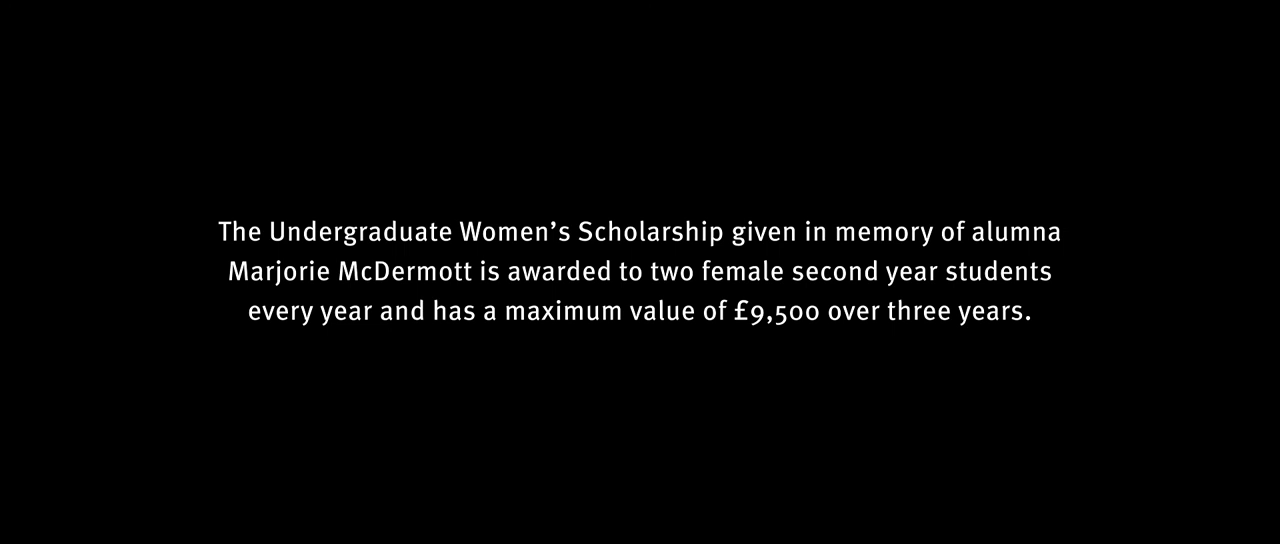 The Undergraduate Women’s Scholarship given in memory of alumna
Marjorie McDermott is awarded to two female second year students
every year and has a maximum value of £9,500 over three years.